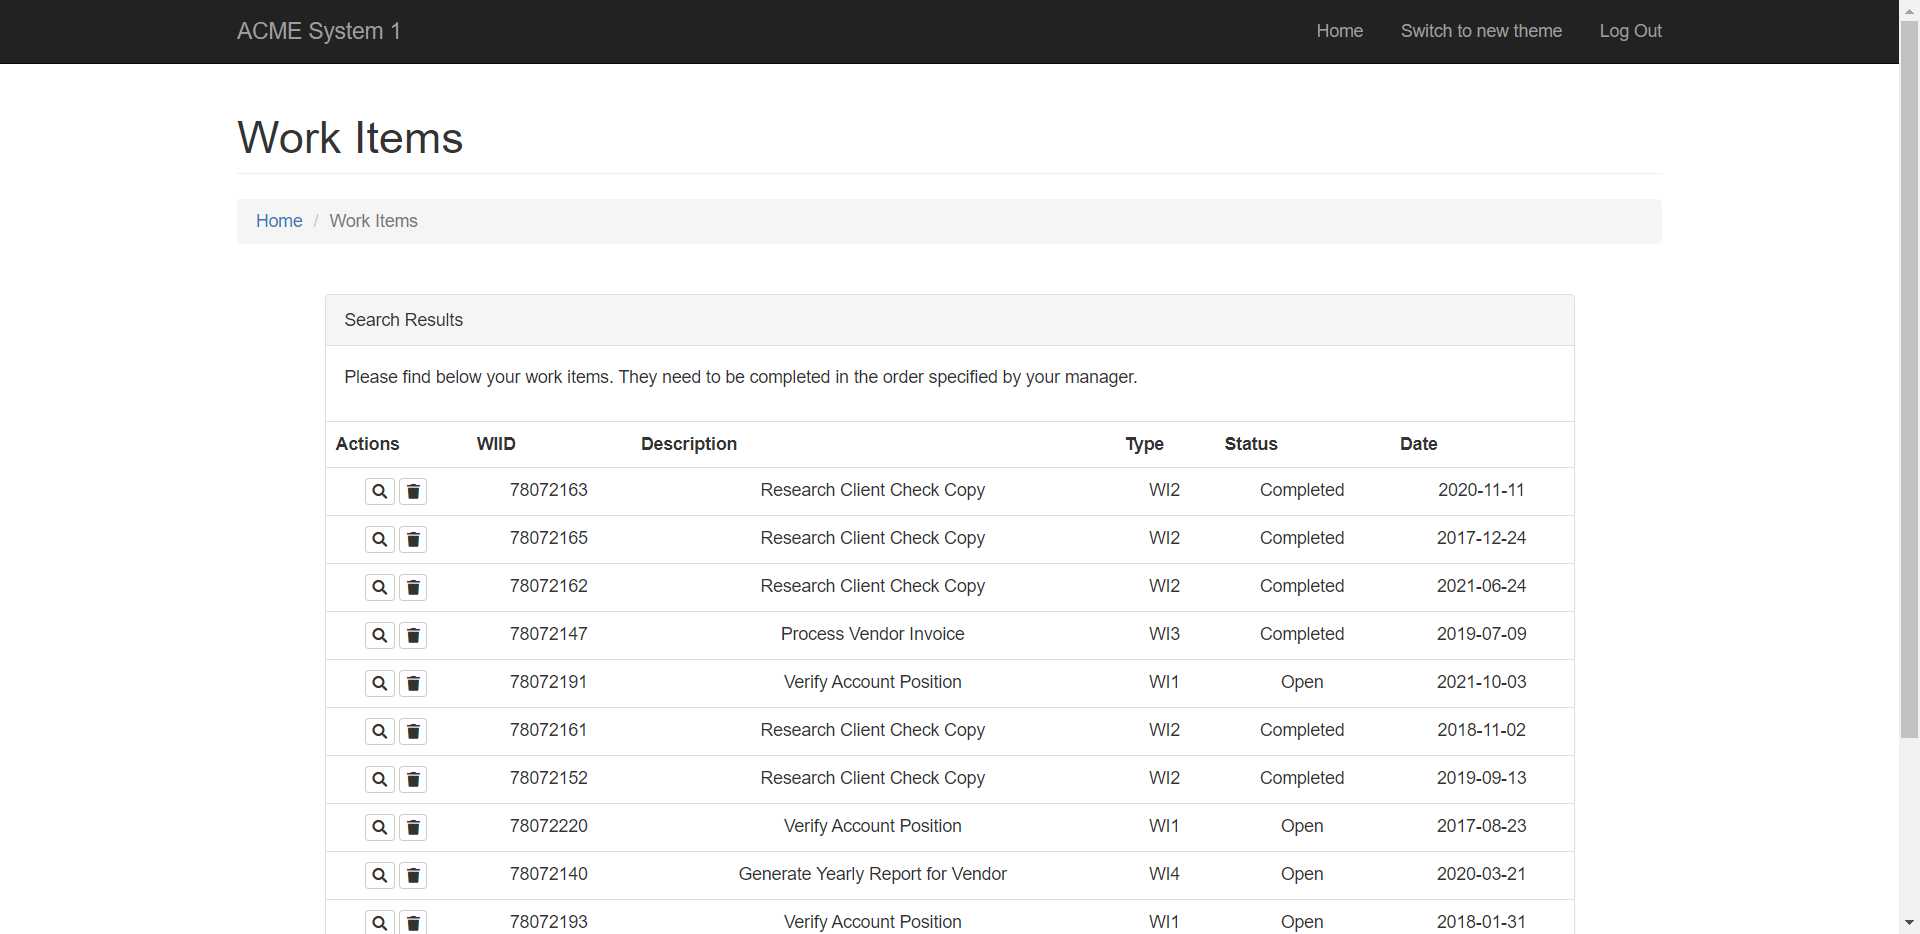 ACME System 1 Home Switch to new theme Log Out
Work Items
Home / Work Items
Search Results
Please find below your work items. They need to be completed in the order specified by your manager.
Actions WIID Description Type Status Date
78072163 Research Client Check Copy WI2 Completed 2020-11-11
78072165 Research Client Check Copy WI2 Completed 2017-12-24
78072162 Research Client Check Copy WI2 Completed 2021-06-24
78072147 Process Vendor Invoice WI3 Completed 2019-07-09
78072191 Verify Account Position WI1 Open 2021-10-03
78072161 Research Client Check Copy WI2 Completed 2018-11-02
78072152 Research Client Check Copy WI2 Completed 2019-09-13
78072220 Verify Account Position WI1 Open 2017-08-23
78072140 Generate Yearly Report for Vendor WI4 Open 2020-03-21
78072193 Verify Account Position WI1 Open 2018-01-31